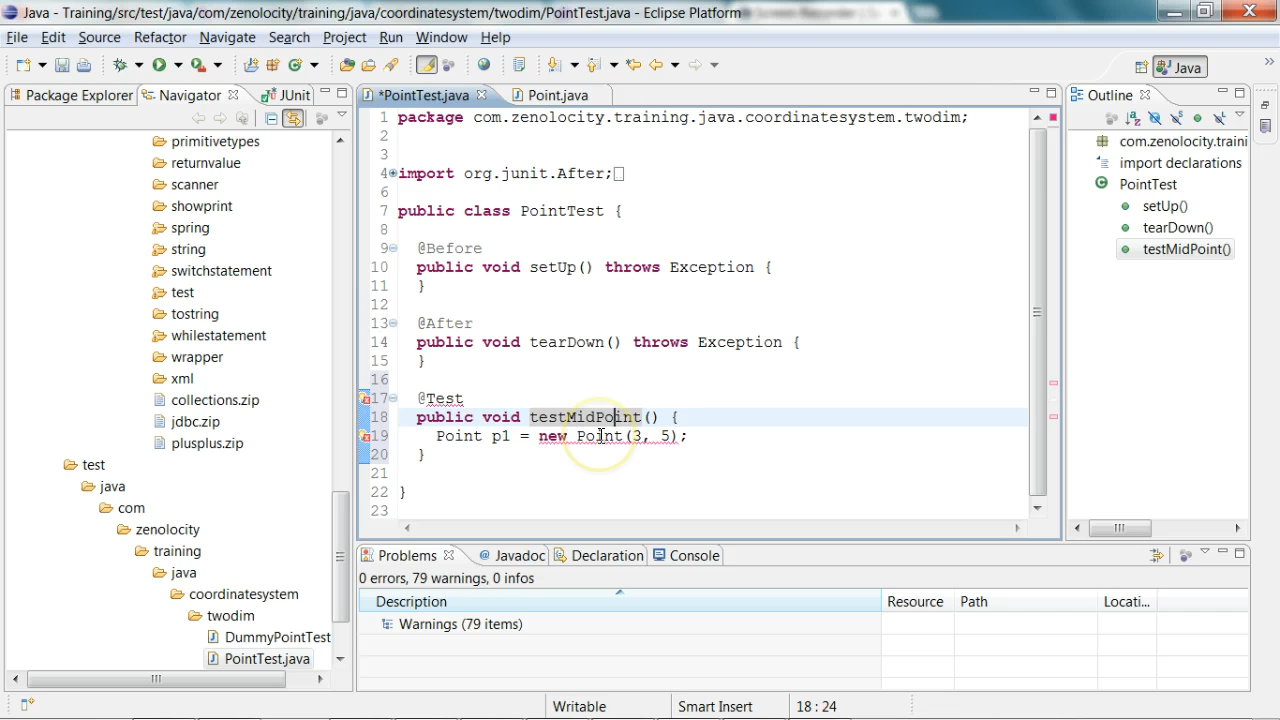 Java - Training/src/test/java/com/zenolocity/training/java/coordinatesystem/twodim/PointTest.java - Eclipse Platform
File Edit Source Refactor Navigate Search Project Run Window Help
Java
Package Explorer Navigator JUnit
primitivetypes
returnvalue
scanner
showprint
spring
string
switchstatement
test
tostring
whilestatement
wrapper
xml
collections.zip
jdbc.zip
plusplus.zip
test
java
com
zenolocity
training
java
coordinatesystem
twodim
DummyPointTest
PointTest.java
*PointTest.java Point.java
1 package com.zenolocity.training.java.coordinatesystem.twodim;
2
3
4 import org.junit.After;
6
7 public class PointTest {
8
9 @Before
10 public void setUp() throws Exception {
11 }
12
13 @After
14 public void tearDown() throws Exception {
15 }
16
17 @Test
18 public void testMidPoint() {
19 Point p1 = new Point(3, 5);
20 }
21
22 }
23
Outline
com.zenolocity.traini
import declarations
PointTest
setUp()
tearDown()
testMidPoint()
Problems @ Javadoc Declaration Console
0 errors, 79 warnings, 0 infos
Description Resource Path Locati...
Warnings (79 items)
Writable Smart Insert 18 : 24